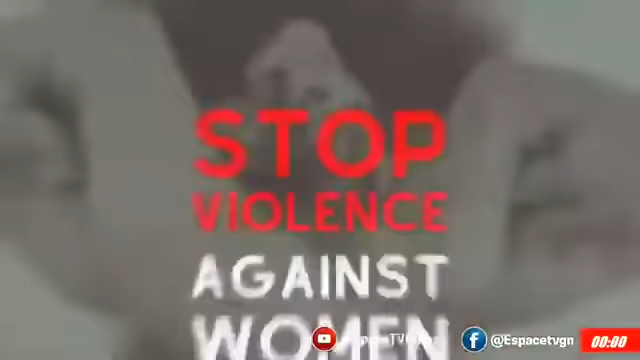 STOP
VIOLENCE
AGAINST
WOMEN
@Espacetvgn
00:00